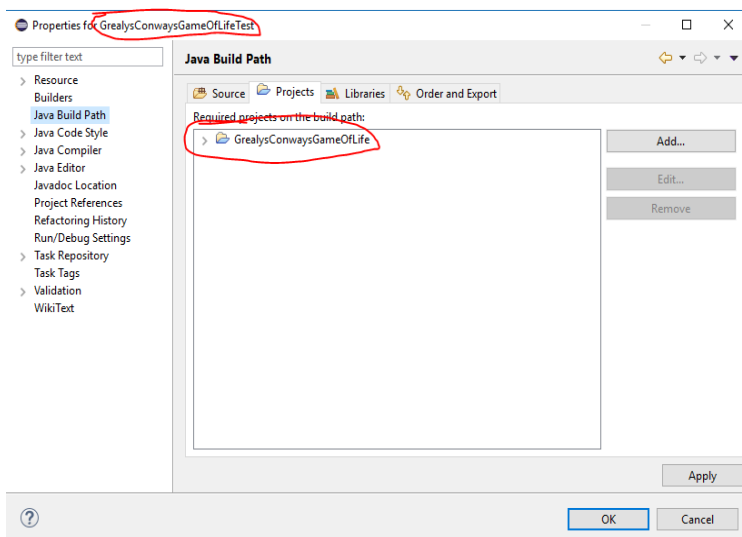 Properties for GrealysConwaysGameOfLifeTest
type filter text
Resource
Builders
Java Build Path
Java Code Style
Java Compiler
Java Editor
Javadoc Location
Project References
Refactoring History
Run/Debug Settings
Task Repository
Task Tags
Validation
WikiText
Java Build Path
Source Projects Libraries Order and Export
Required projects on the build path:
GrealysConwaysGameOfLife
Add...
Edit...
Remove
Apply
OK Cancel